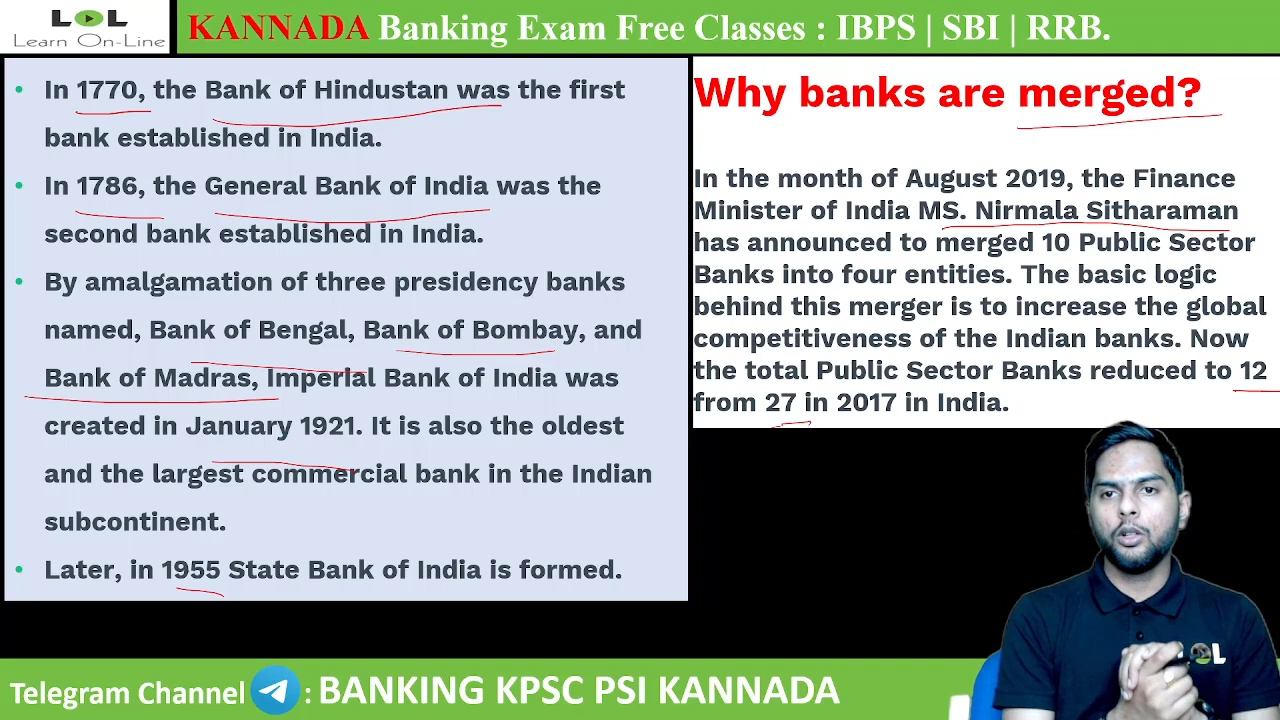 LOL
Learn On-Line
KANNADA Banking Exam Free Classes : IBPS | SBI | RRB.
• In 1770, the Bank of Hindustan was the first
bank established in India.
• In 1786, the General Bank of India was the
second bank established in India.
• By amalgamation of three presidency banks
named, Bank of Bengal, Bank of Bombay, and
Bank of Madras, Imperial Bank of India was
created in January 1921. It is also the oldest
and the largest commercial bank in the Indian
subcontinent.
• Later, in 1955 State Bank of India is formed.
Why banks are merged?
In the month of August 2019, the Finance
Minister of India MS. Nirmala Sitharaman
has announced to merged 10 Public Sector
Banks into four entities. The basic logic
behind this merger is to increase the global
competitiveness of the Indian banks. Now
the total Public Sector Banks reduced to 12
from 27 in 2017 in India.
LOL
Telegram Channel : BANKING KPSC PSI KANNADA